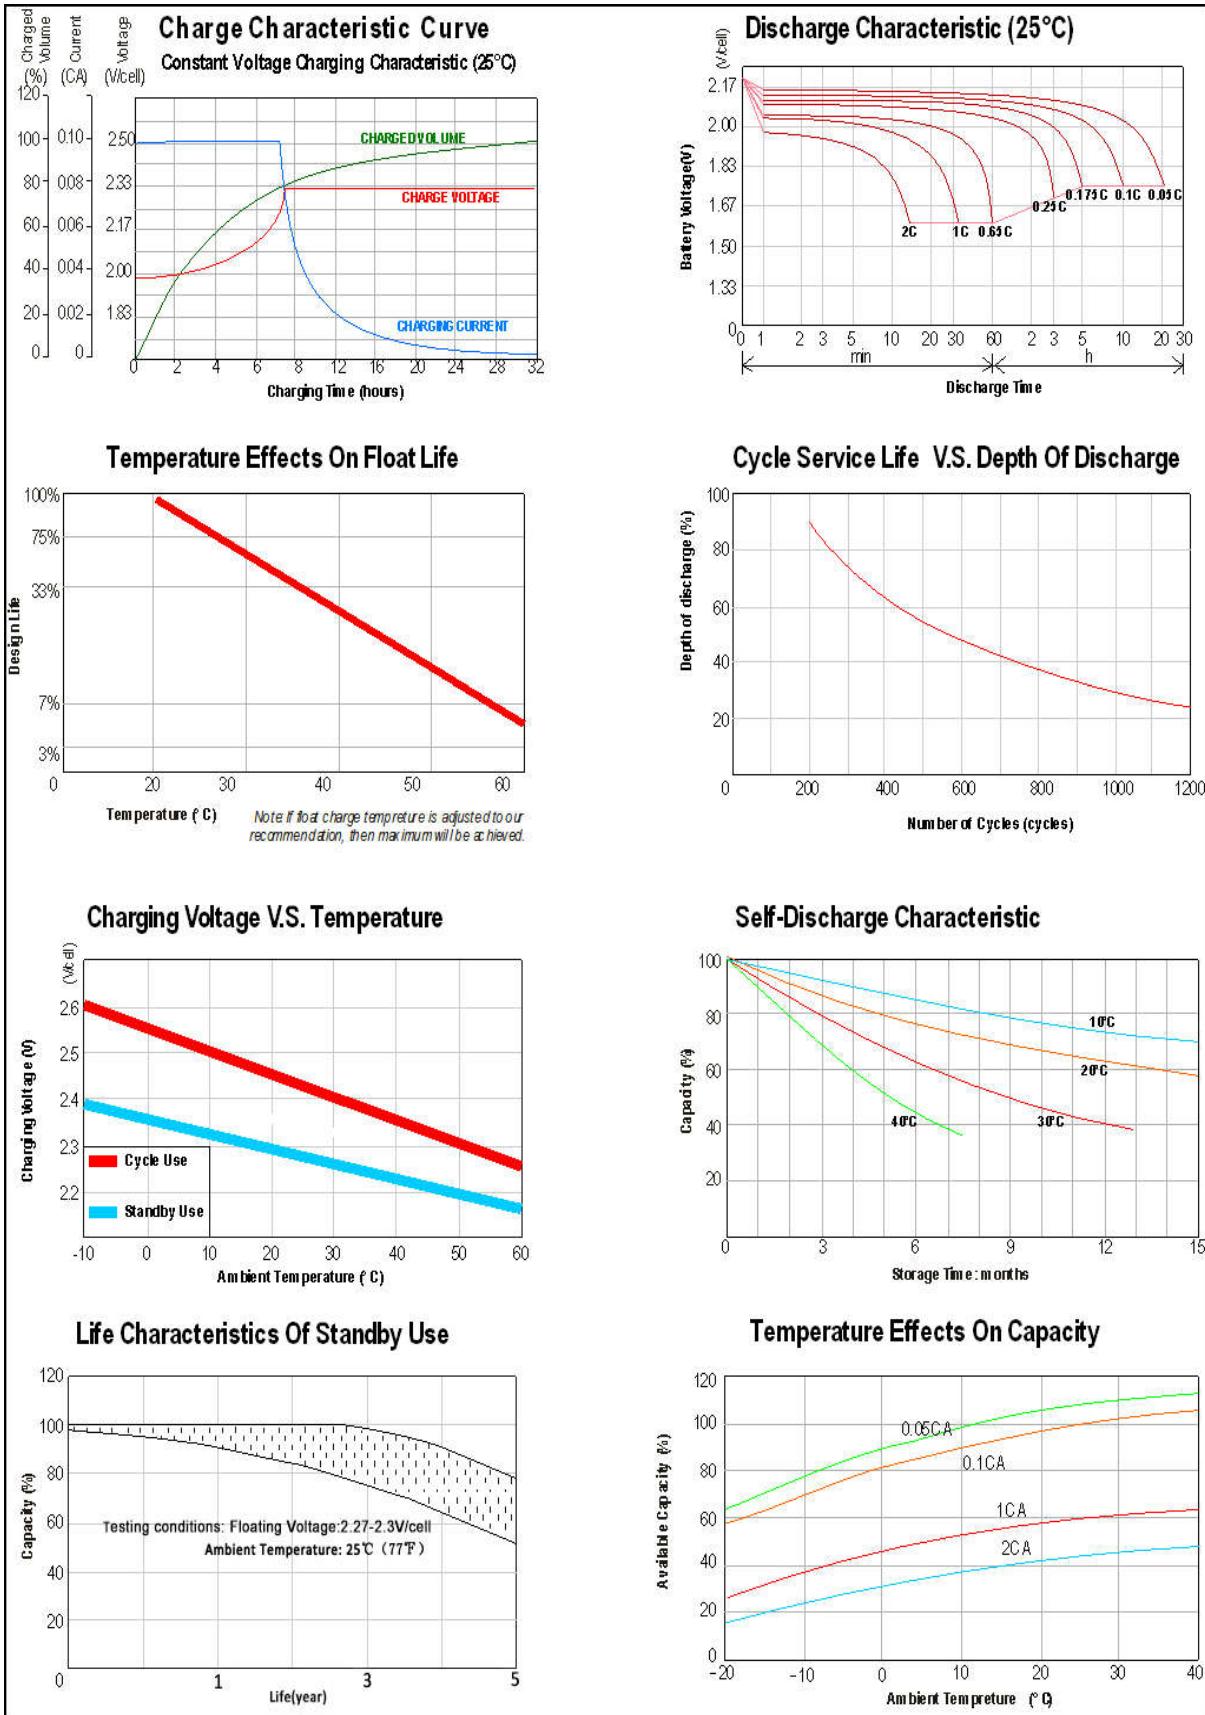 Charge Characteristic Curve
Constant Voltage Charging Characteristic (25°C)
Charged Volume
Current
Voltage
(%) (CA) (V/cell)
120
100 0.10 2.50
80 0.08 2.33
60 0.06 2.17
40 0.04 2.00
20 0.02 1.83
0 0
CHARGED VOLUME
CHARGE VOLTAGE
CHARGING CURRENT
0 2 4 6 8 12 16 20 24 28 32
Charging Time (hours)
Discharge Characteristic (25°C)
(V/cell)
Battery Voltage(V)
2.17
2.00
1.83
1.67
1.50
1.33
0
2C 1C 0.65C 0.25C 0.175C 0.1C 0.05C
0 1 2 3 5 10 20 30 60 2 3 5 10 20 30
min h
Discharge Time
Temperature Effects On Float Life
Design Life
100%
75%
33%
7%
3%
0 20 30 40 50 60
Temperature (°C)
Note: If float charge tempreture is adjusted to our
recommendation, then maximum will be achieved.
Cycle Service Life V.S. Depth Of Discharge
Depth of discharge (%)
100
80
60
40
20
0 200 400 600 800 1000 1200
Number of Cycles (cycles)
Charging Voltage V.S. Temperature
(V/cell)
Charging Voltage (V)
2.6
2.5
2.4
2.3
2.2
Cycle Use
Standby Use
-10 0 10 20 30 40 50 60
Ambient Temperature (°C)
Self-Discharge Characteristic
Capacity (%)
100
80
60
40
20
10°C
20°C
30°C
40°C
0 3 6 9 12 15
Storage Time: months
Life Characteristics Of Standby Use
Capacity (%)
120
100
80
60
40
20
Testing conditions: Floating Voltage:2.27-2.3V/cell
Ambient Temperature: 25℃（77℉）
0 1 3 5
Life(year)
Temperature Effects On Capacity
Available Capacity (%)
120
100
80
60
40
20
0
0.05CA
0.1CA
1CA
2CA
-20 -10 0 10 20 30 40
Ambient Tempreture (°C)